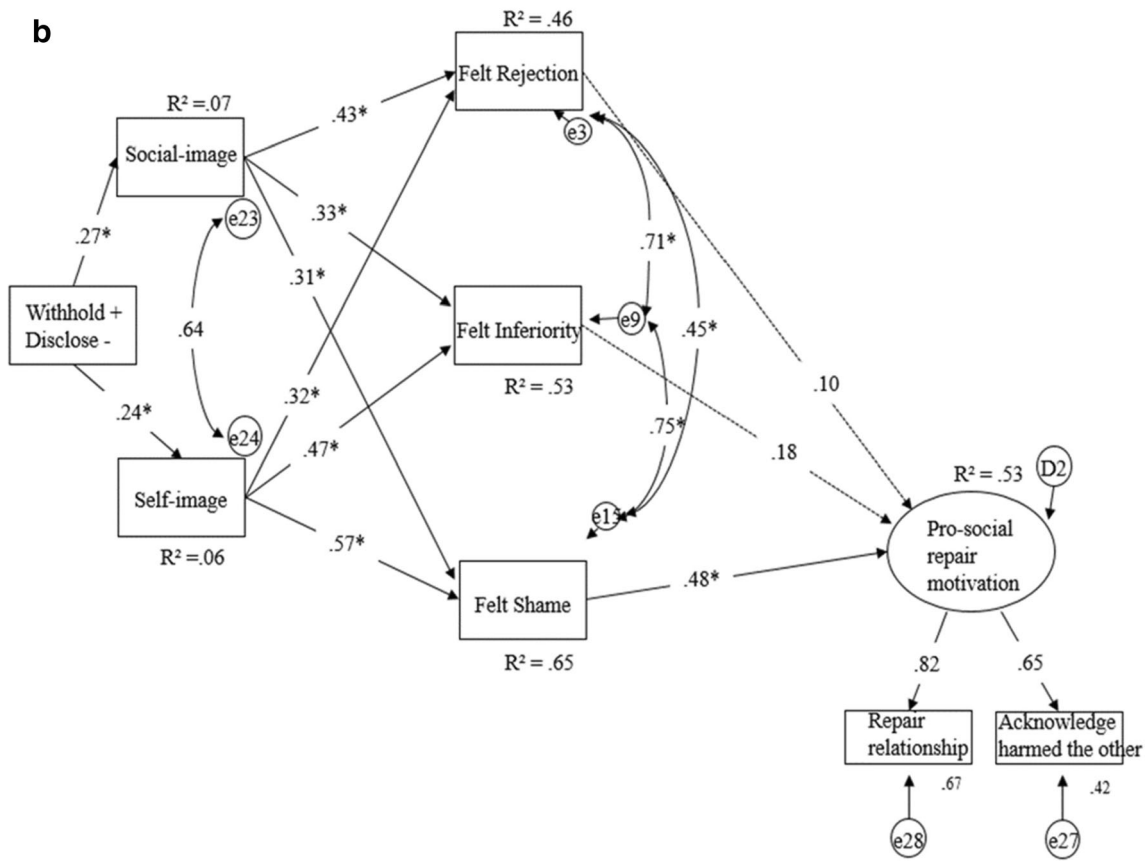 b
R² = .46
Felt Rejection
e3
R² =.07
Social-image
.43*
e23
.33*
.27*
.71*
.31*
Withhold +
Disclose -
.64
Felt Inferiority
e9
.45*
R² = .53
.10
.32*
.24*
e24
.47*
.75*
.18
Self-image
R² =.06
e15
R² = .53
D2
.57*
Pro-social
repair
motivation
Felt Shame
.48*
R² = .65
.82
.65
Repair
relationship
Acknowledge
harmed the other
.67
.42
e28
e27